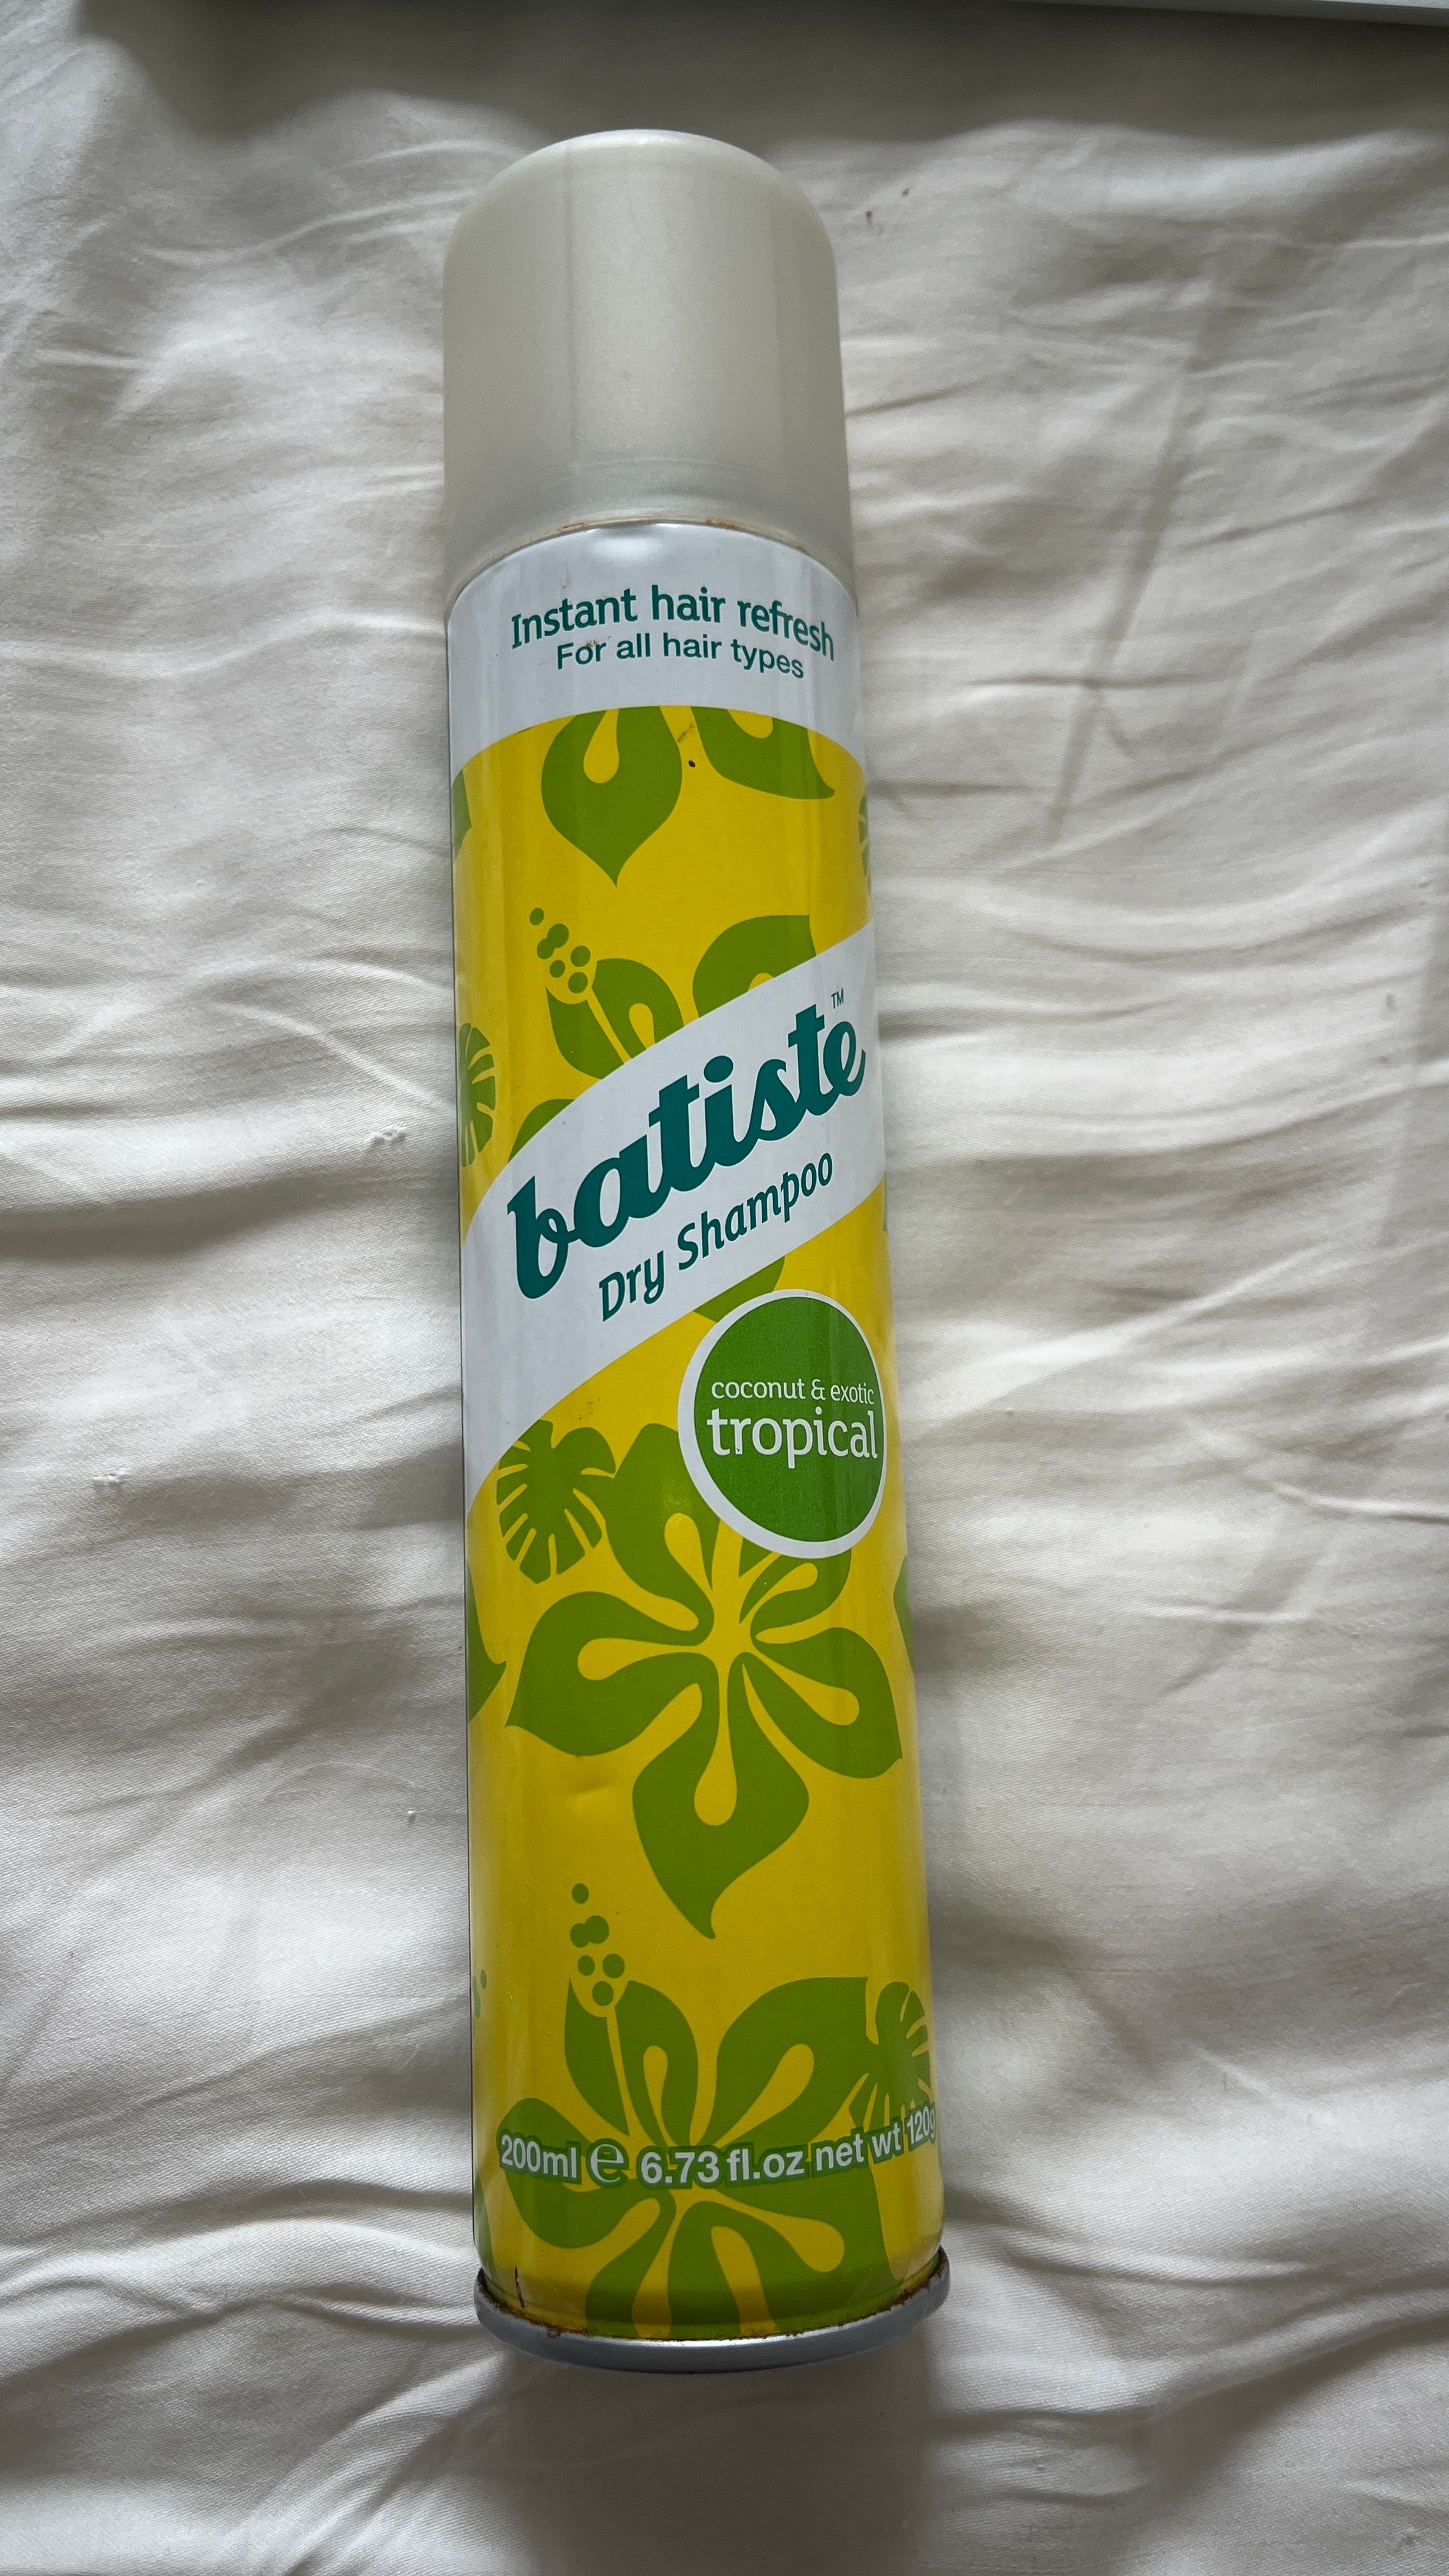 Instant hair refresh
For all hair types
batiste™
Dry Shampoo
coconut & exotic
tropical
200ml ℮ 6.73 fl.oz net wt 120g